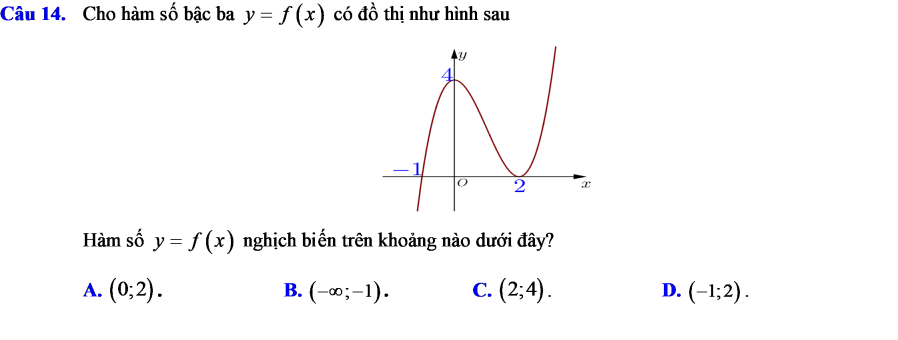 Câu 14. Cho hàm số bậc ba y = f(x) có đồ thị như hình sau
y
4
−1
O
2
x
Hàm số y = f(x) nghịch biến trên khoảng nào dưới đây?
A. (0;2). B. (−∞;−1). C. (2;4). D. (−1;2).